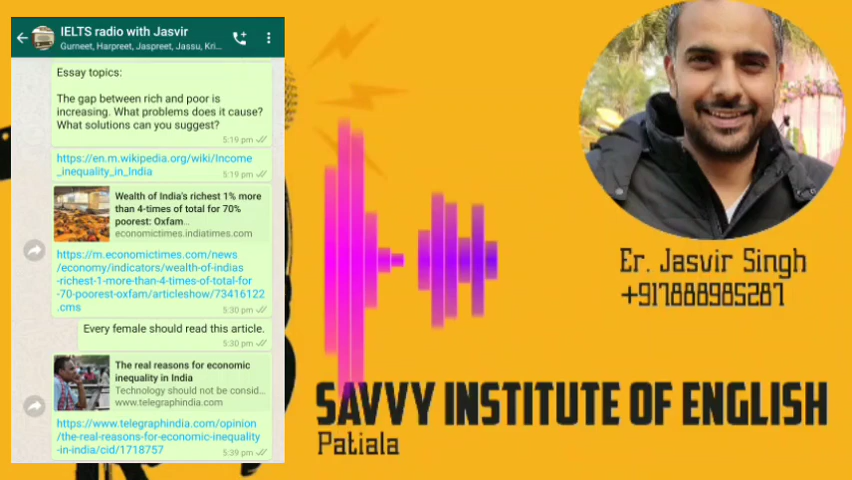 IELTS radio with Jasvir
Gurneet, Harpreet, Jaspreet, Jassu, Kri...
Essay topics:
The gap between rich and poor is
increasing. What problems does it cause?
What solutions can you suggest?
5:19 pm
https://en.m.wikipedia.org/wiki/Income
_inequality_in_India
5:19 pm
Wealth of India's richest 1% more
than 4-times of total for 70%
poorest: Oxfam...
economictimes.indiatimes.com
https://m.economictimes.com/news
/economy/indicators/wealth-of-indias
-richest-1-more-than-4-times-of-total-for
-70-poorest-oxfam/articleshow/73416122
.cms
5:30 pm
Every female should read this article.
5:30 pm
The real reasons for economic
inequality in India
Technology should not be consid...
www.telegraphindia.com
https://www.telegraphindia.com/opinion
/the-real-reasons-for-economic-inequality
-in-india/cid/1718757
5:39 pm
Er. Jasvir Singh
+917888985287
SAVVY INSTITUTE OF ENGLISH
Patiala